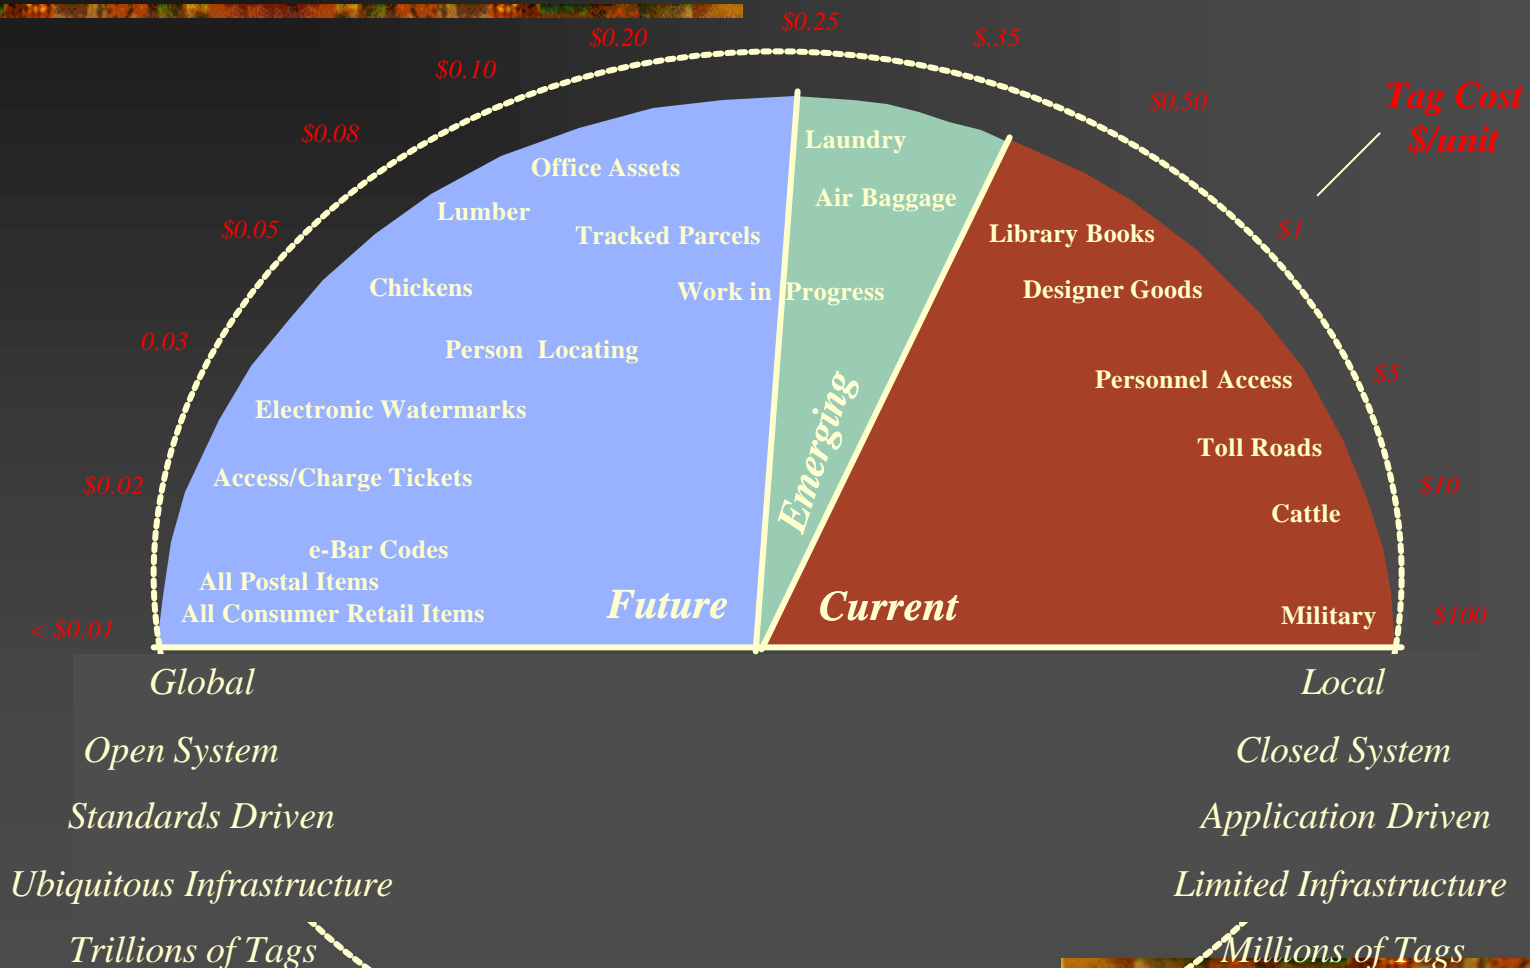 $0.25
$0.20
$.35
$0.10
Tag Cost
$/unit
$0.50
$0.08
Laundry
Office Assets
Air Baggage
Lumber
$0.05
$1
Tracked Parcels
Library Books
Chickens
Work in Progress
Designer Goods
0.03
Person Locating
$5
Personnel Access
Electronic Watermarks
Emerging
Toll Roads
Access/Charge Tickets
$0.02
$10
Cattle
e-Bar Codes
All Postal Items
All Consumer Retail Items
Future
Current
Military
< $0.01
$100
Global
Local
Open System
Closed System
Standards Driven
Application Driven
Ubiquitous Infrastructure
Limited Infrastructure
Trillions of Tags
Millions of Tags